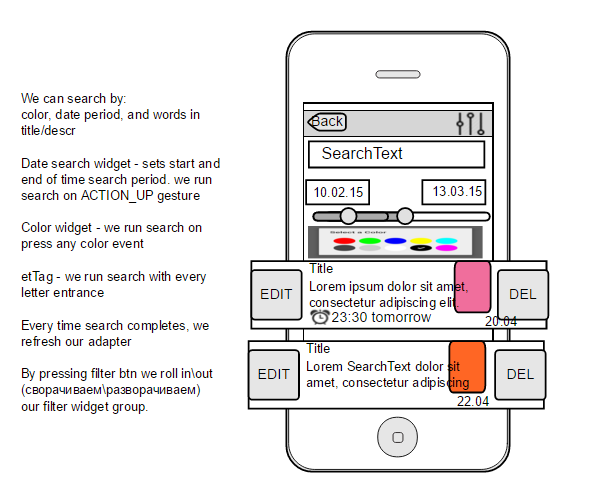 We can search by:
color, date period, and words in
title/descr
Date search widget - sets start and
end of time search period. we run
search on ACTION_UP gesture
Color widget - we run search on
press any color event
etTag - we run search with every
letter entrance
Every time search completes, we
refresh our adapter
By pressing filter btn we roll in\out
(сворачиваем\разворачиваем)
our filter widget group.
Back
SearchText
10.02.15
13.03.15
Select a Color
Title
EDIT
Lorem ipsum dolor sit amet,
consectetur adipiscing elit.
DEL
23:30 tomorrow
20.04
Title
EDIT
Lorem SearchText dolor sit
amet, consectetur adipiscing
DEL
22.04